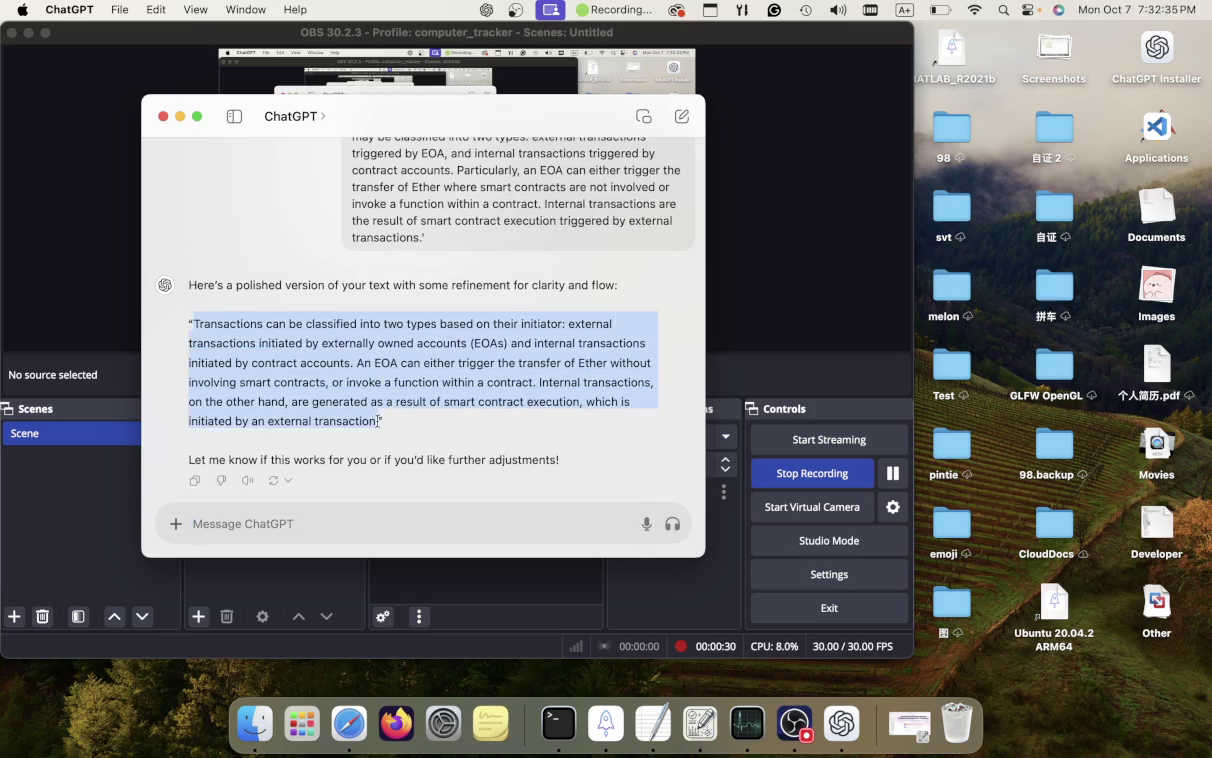 ChatGPT File Edit View Window Help Recording... Mon Oct 7 7:32:35 PM
OBS 30.2.3 - Profile: computer_tracker - Scenes: Untitled
ChatGPT >
triggered by EOA, and internal transactions triggered by
contract accounts. Particularly, an EOA can either trigger the
transfer of Ether where smart contracts are not involved or
invoke a function within a contract. Internal transactions are
the result of smart contract execution triggered by external
transactions.'
Here's a polished version of your text with some refinement for clarity and flow:
"Transactions can be classified into two types based on their initiator: external
transactions initiated by externally owned accounts (EOAs) and internal transactions
initiated by contract accounts. An EOA can either trigger the transfer of Ether without
involving smart contracts, or invoke a function within a contract. Internal transactions,
on the other hand, are generated as a result of smart contract execution, which is
initiated by an external transaction."
Let me know if this works for you or if you'd like further adjustments!
Message ChatGPT
No source selected
Scene
Controls
Start Streaming
Stop Recording
Start Virtual Camera
Studio Mode
Settings
Exit
00:00:00 00:00:30 CPU: 8.0% 30.00 / 30.00 FPS
ATLAB_R2021b Screenshots ChatGPT Installer
98 自证 2 Applications
svt 自证 Documents
melon 拼车 Images
Test GLFW OpenGL 个人简历.pdf
pintie 98.backup Movies
emoji CloudDocs Developer
图 Ubuntu 20.04.2 Other
ARM64